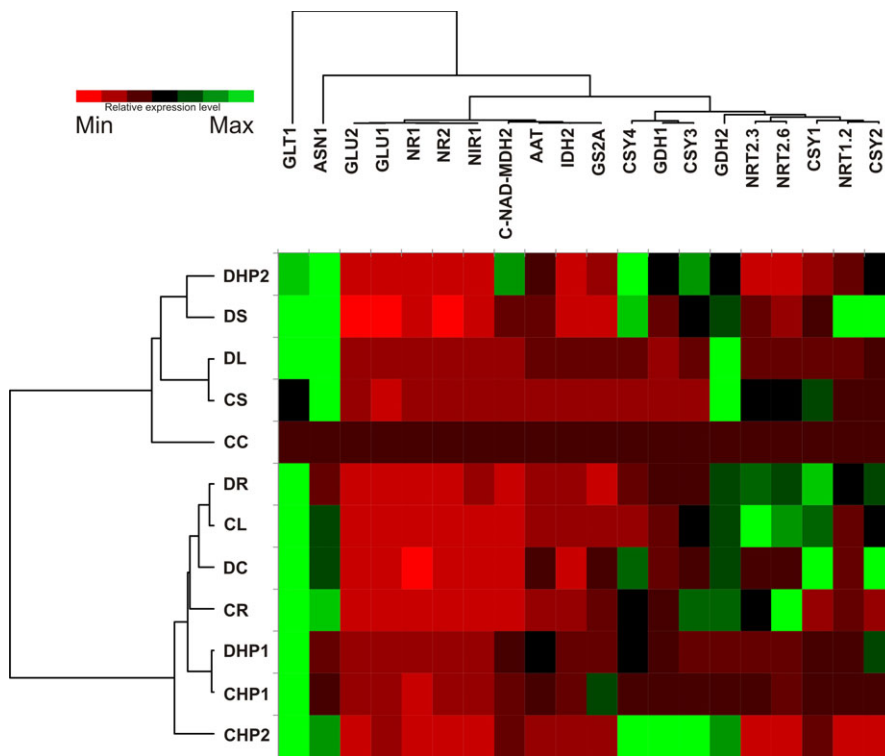 Relative expression level
Min Max
GLT1
ASN1
GLU2
GLU1
NR1
NR2
NIR1
C-NAD-MDH2
AAT
IDH2
GS2A
CSY4
GDH1
CSY3
GDH2
NRT2.3
NRT2.6
CSY1
NRT1.2
CSY2
DHP2
DS
DL
CS
CC
DR
CL
DC
CR
DHP1
CHP1
CHP2